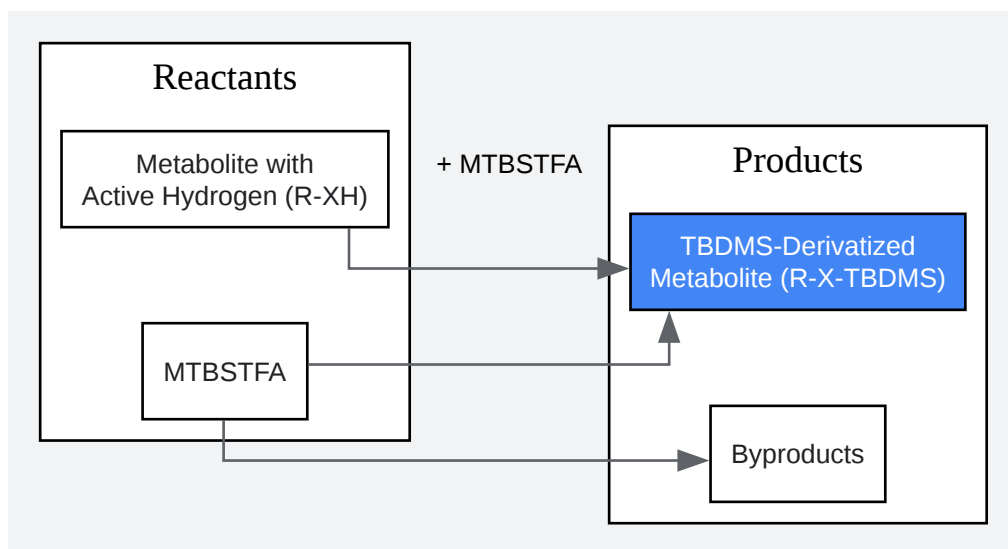 Reactants
Metabolite with
Active Hydrogen (R-XH)
MTBSTFA
+ MTBSTFA
Products
TBDMS-Derivatized
Metabolite (R-X-TBDMS)
Byproducts